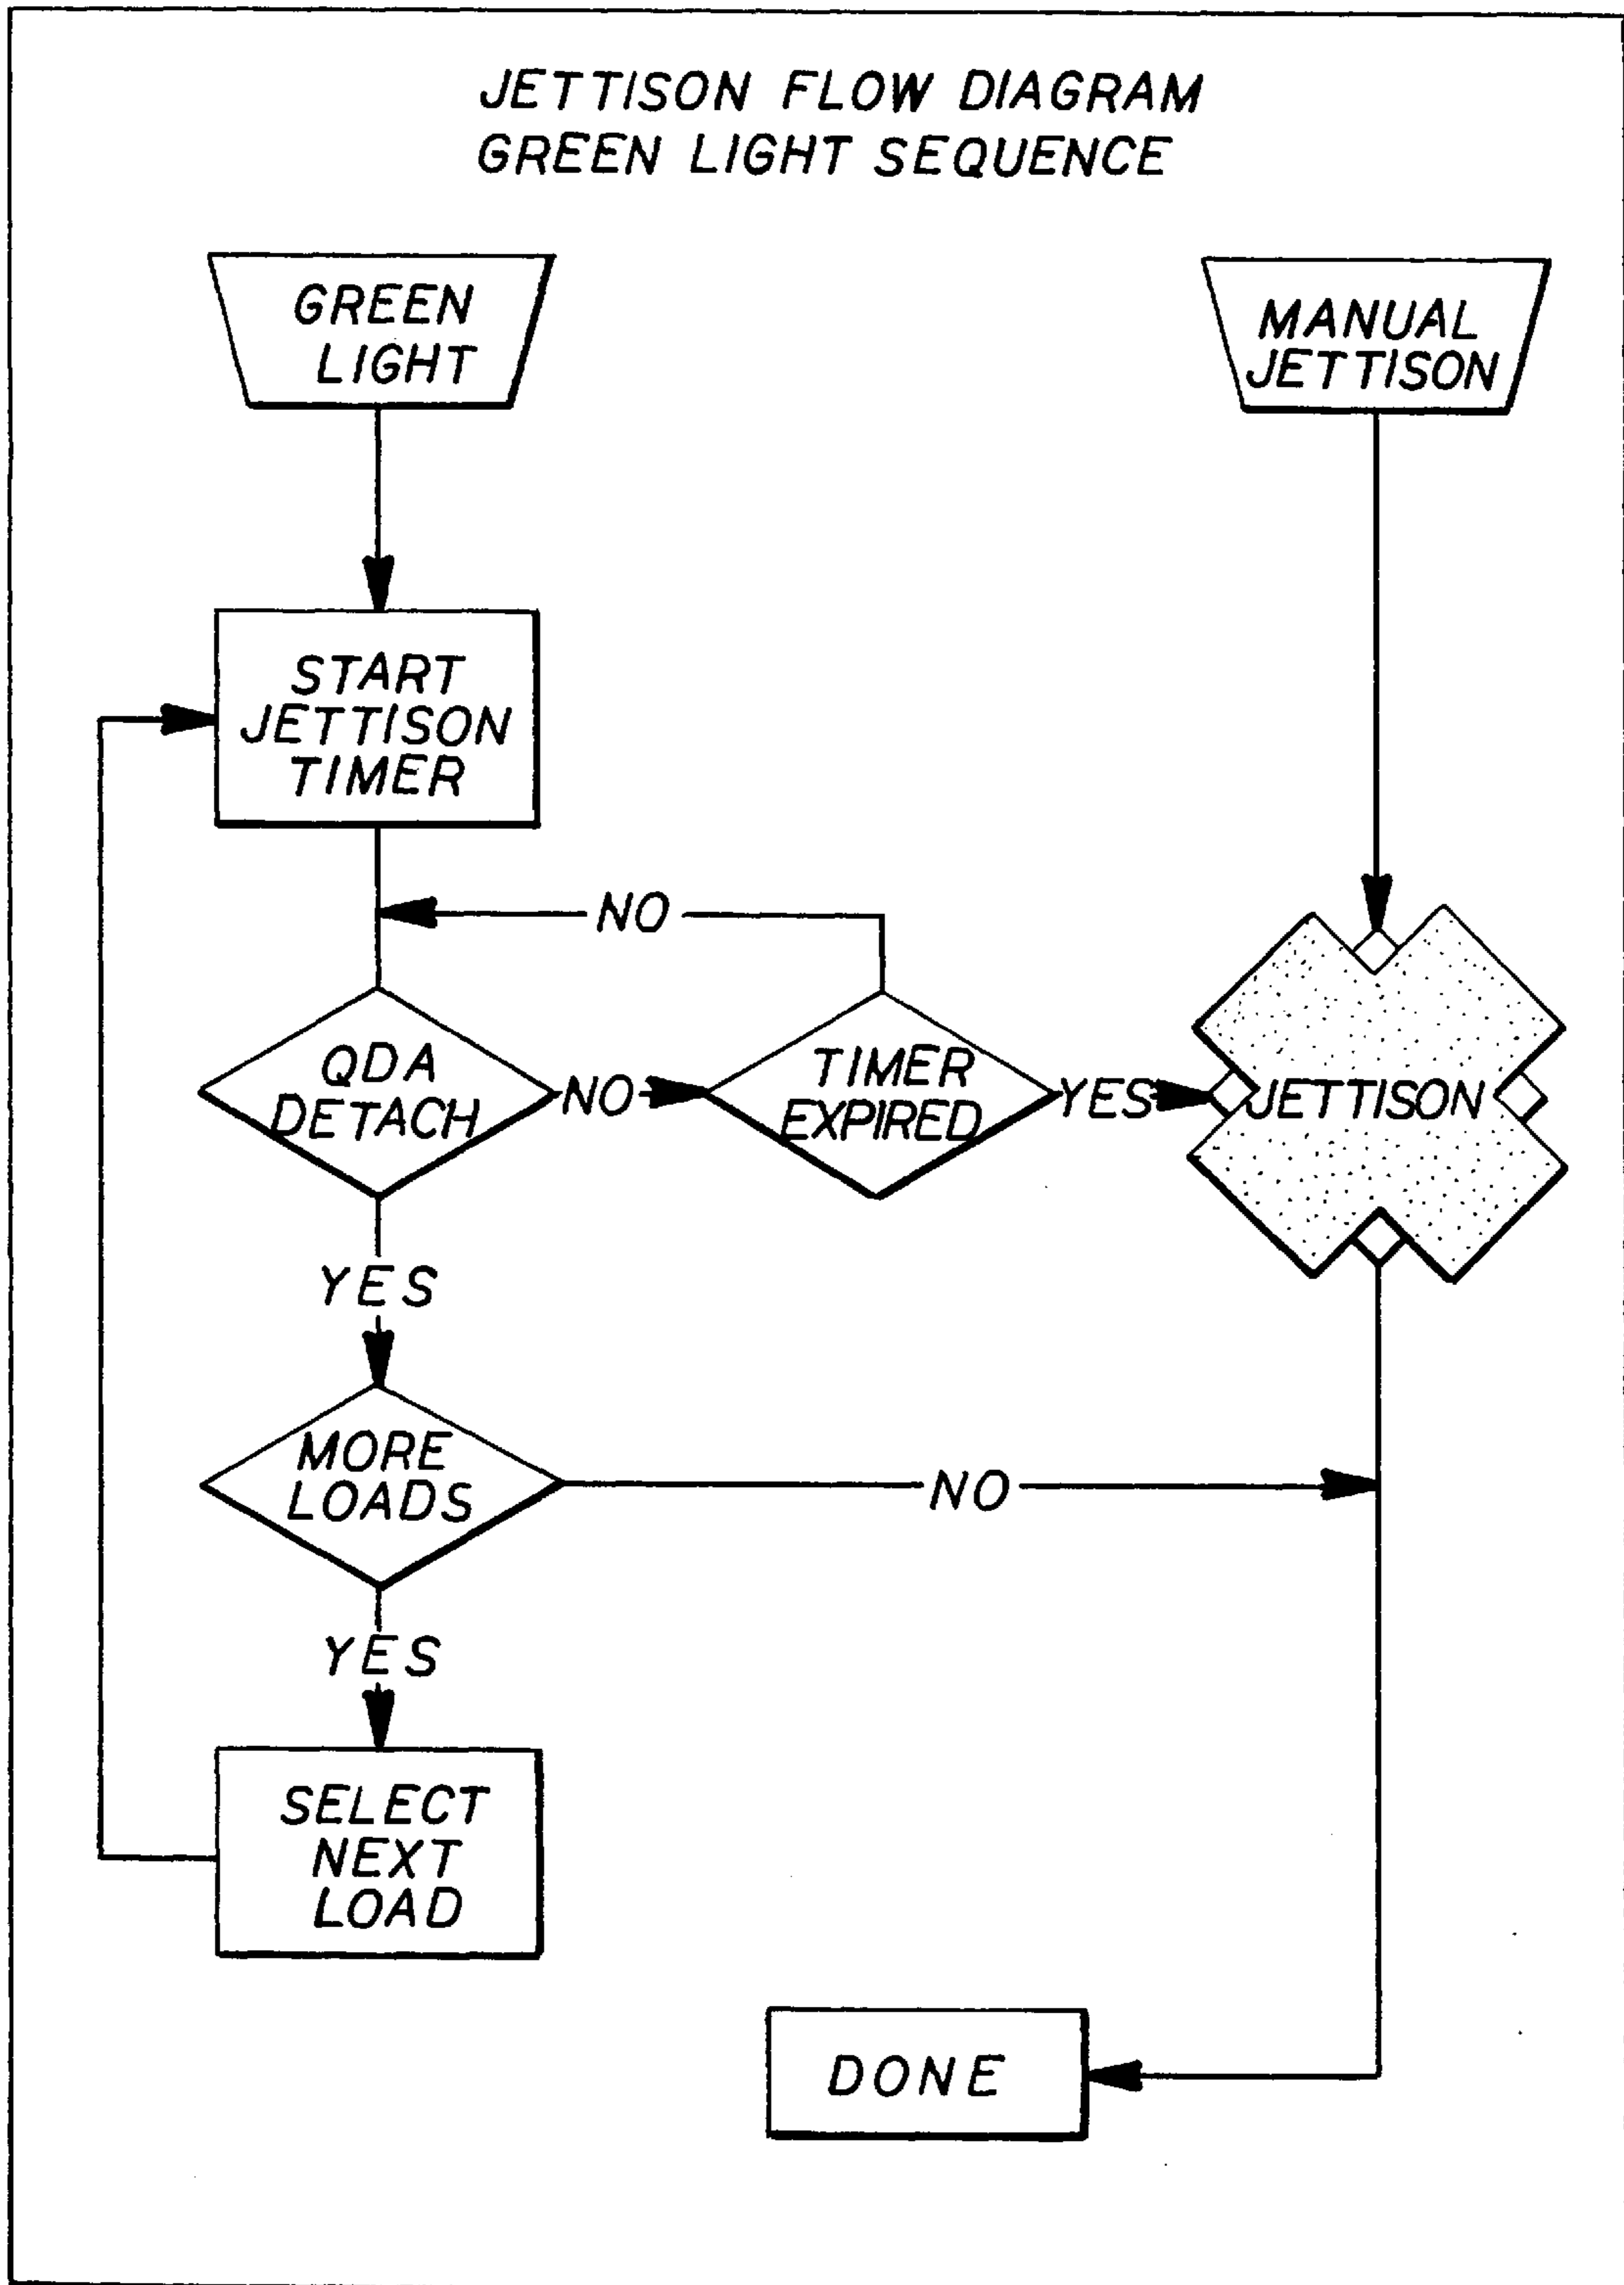 JETTISON FLOW DIAGRAM
GREEN LIGHT SEQUENCE
GREEN
LIGHT
MANUAL
JETTISON
START
JETTISON
TIMER
NO
QDA
DETACH
NO
TIMER
EXPIRED
YES
JETTISON
YES
MORE
LOADS
NO
YES
SELECT
NEXT
LOAD
DONE